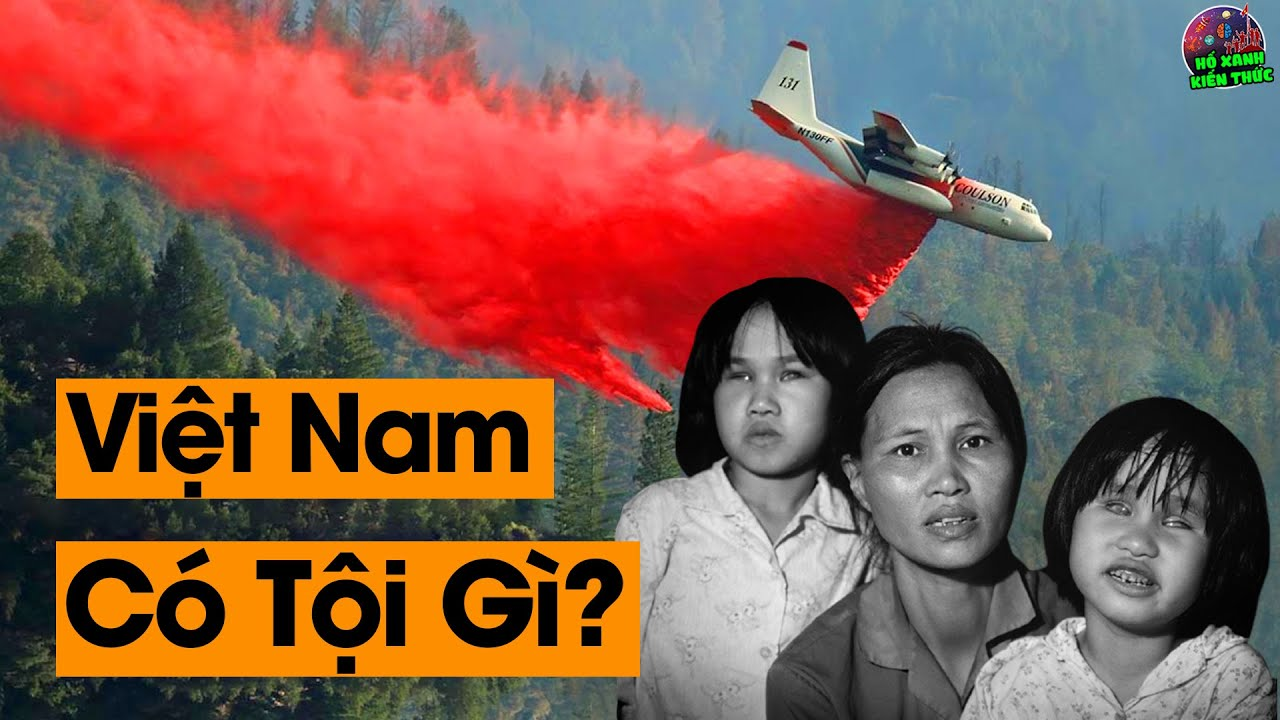 HỐ XANH
KIẾN THỨC
131
N130FF
COULSON
Việt Nam
Có Tội Gì?